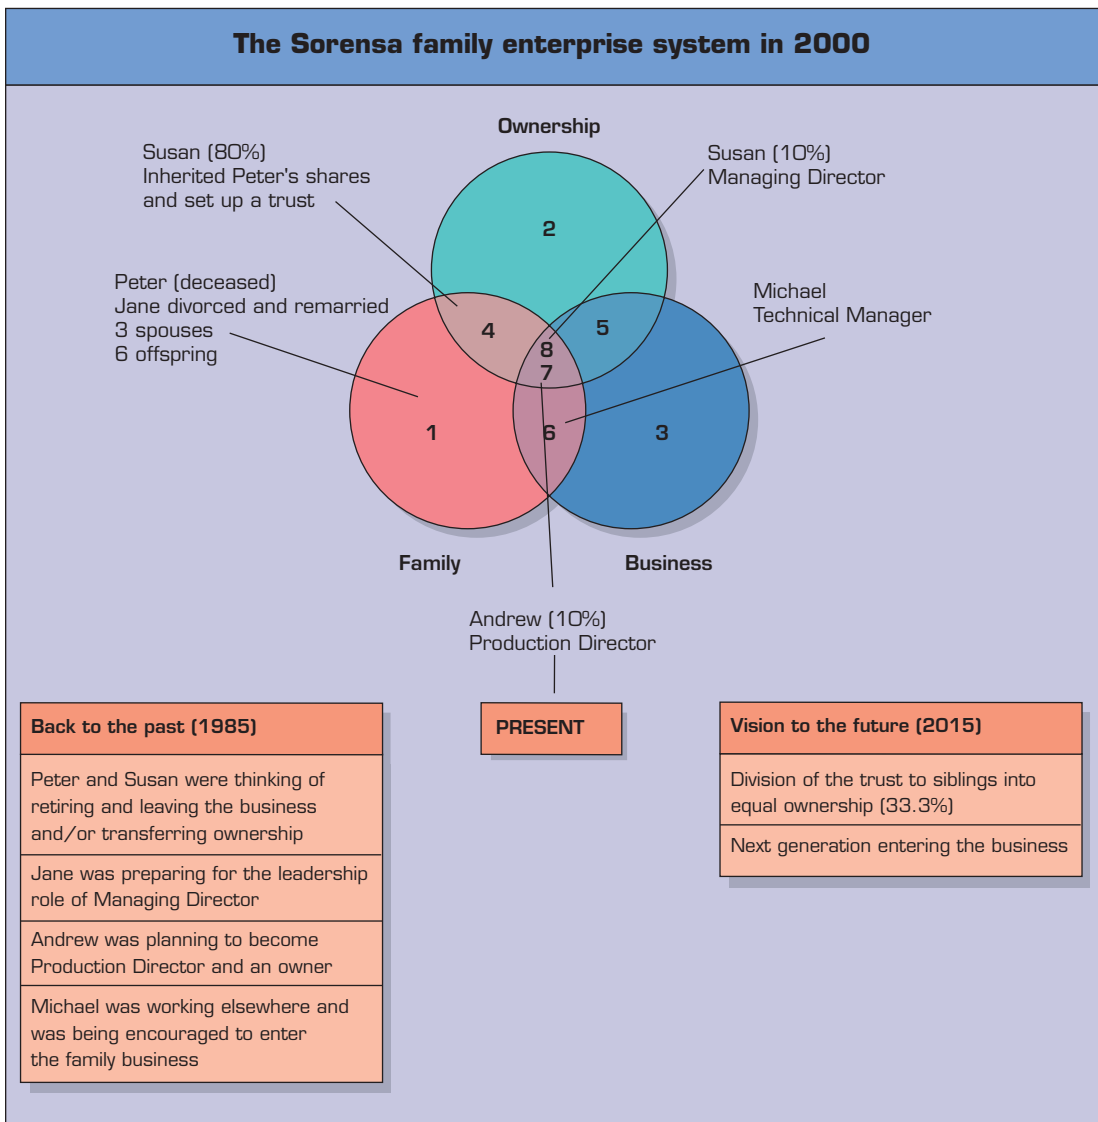 The Sorensa family enterprise system in 2000
Ownership
Susan (80%)
Inherited Peter's shares
and set up a trust
Susan (10%)
Managing Director
Peter (deceased)
Jane divorced and remarried
3 spouses
6 offspring
Michael
Technical Manager
2
4
5
8
7
1
6
3
Family
Business
Andrew (10%)
Production Director
Back to the past (1985)
Peter and Susan were thinking of
retiring and leaving the business
and/or transferring ownership
Jane was preparing for the leadership
role of Managing Director
Andrew was planning to become
Production Director and an owner
Michael was working elsewhere and
was being encouraged to enter
the family business
PRESENT
Vision to the future (2015)
Division of the trust to siblings into
equal ownership (33.3%)
Next generation entering the business